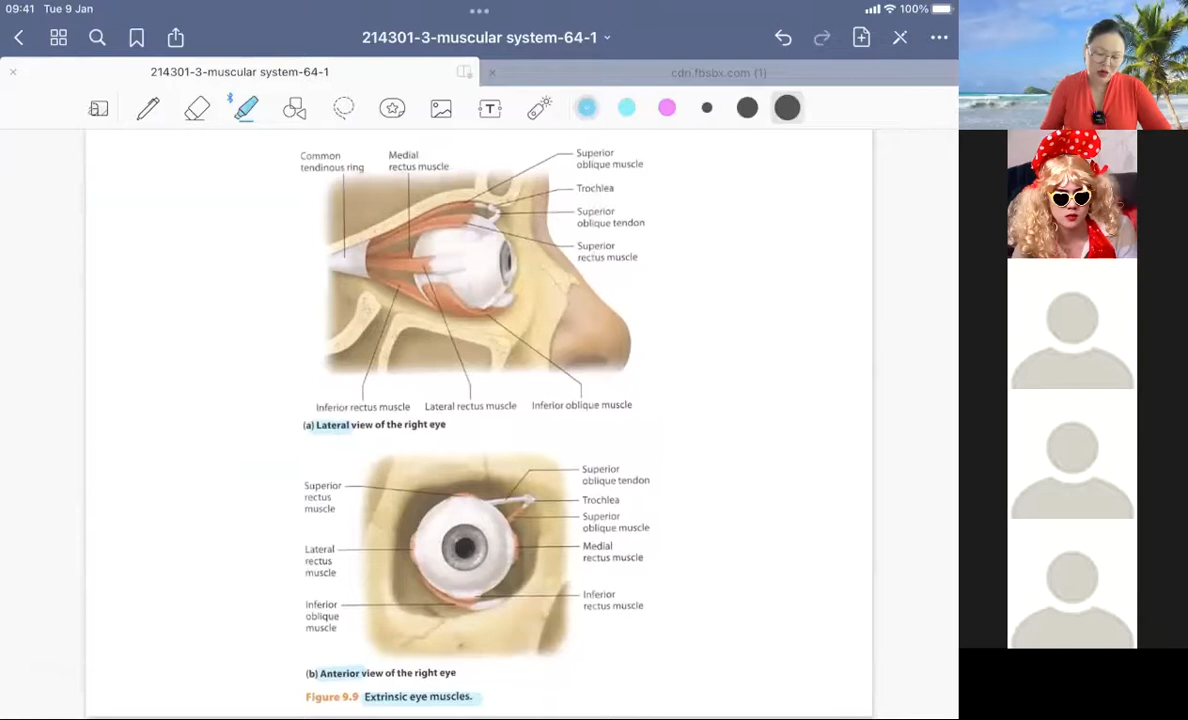 09:41 Tue 9 Jan
100%
214301-3-muscular system-64-1
214301-3-muscular system-64-1
cdn.fbsbx.com (1)
Common
tendinous ring
Medial
rectus muscle
Superior
oblique muscle
Trochlea
Superior
oblique tendon
Superior
rectus muscle
Inferior rectus muscle
Lateral rectus muscle
Inferior oblique muscle
(a) Lateral view of the right eye
Superior
rectus
muscle
Lateral
rectus
muscle
Inferior
oblique
muscle
Superior
oblique tendon
Trochlea
Superior
oblique muscle
Medial
rectus muscle
Inferior
rectus muscle
(b) Anterior view of the right eye
Figure 9.9 Extrinsic eye muscles.